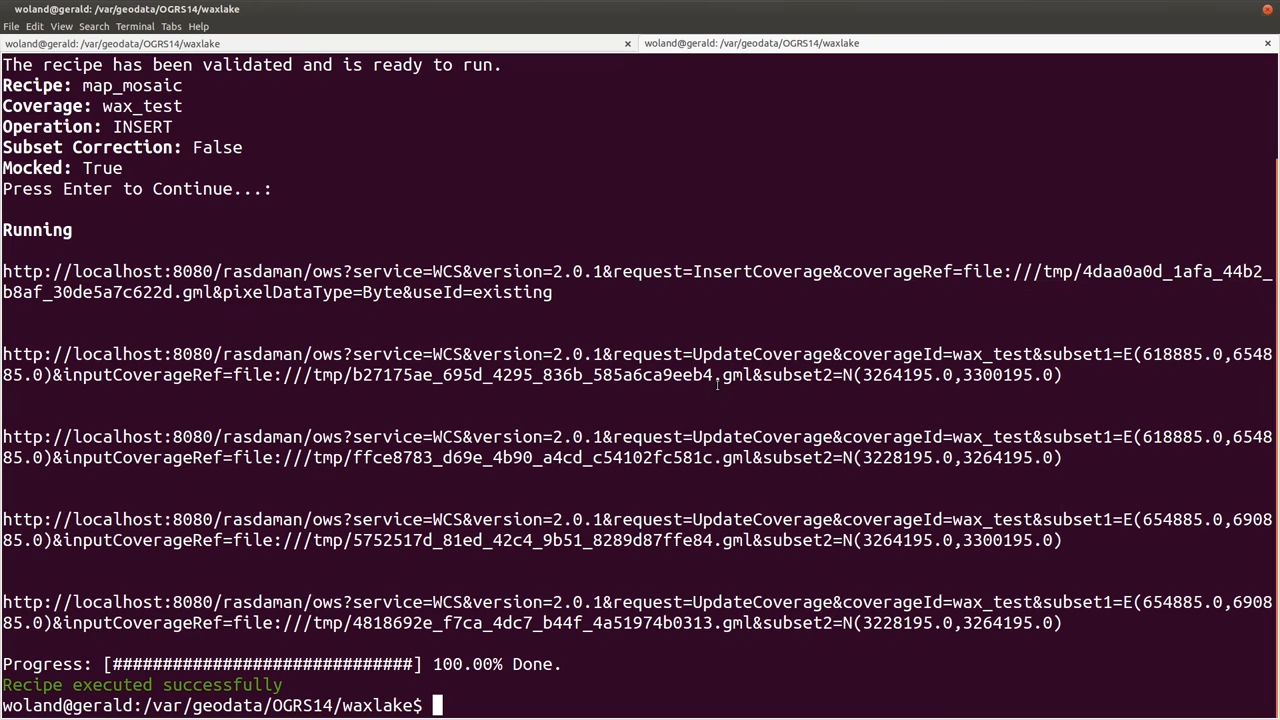 woland@gerald: /var/geodata/OGRS14/waxlake
File Edit View Search Terminal Tabs Help
woland@gerald: /var/geodata/OGRS14/waxlake × woland@gerald: /var/geodata/OGRS14/waxlake ×
The recipe has been validated and is ready to run.
Recipe: map_mosaic
Coverage: wax_test
Operation: INSERT
Subset Correction: False
Mocked: True
Press Enter to Continue...:
Running
http://localhost:8080/rasdaman/ows?service=WCS&version=2.0.1&request=InsertCoverage&coverageRef=file:///tmp/4daa0a0d_1afa_44b2_
b8af_30de5a7c622d.gml&pixelDataType=Byte&useId=existing
http://localhost:8080/rasdaman/ows?service=WCS&version=2.0.1&request=UpdateCoverage&coverageId=wax_test&subset1=E(618885.0,6548
85.0)&inputCoverageRef=file:///tmp/b27175ae_695d_4295_836b_585a6ca9eeb4.gml&subset2=N(3264195.0,3300195.0)
http://localhost:8080/rasdaman/ows?service=WCS&version=2.0.1&request=UpdateCoverage&coverageId=wax_test&subset1=E(618885.0,6548
85.0)&inputCoverageRef=file:///tmp/ffce8783_d69e_4b90_a4cd_c54102fc581c.gml&subset2=N(3228195.0,3264195.0)
http://localhost:8080/rasdaman/ows?service=WCS&version=2.0.1&request=UpdateCoverage&coverageId=wax_test&subset1=E(654885.0,6908
85.0)&inputCoverageRef=file:///tmp/5752517d_81ed_42c4_9b51_8289d87ffe84.gml&subset2=N(3264195.0,3300195.0)
http://localhost:8080/rasdaman/ows?service=WCS&version=2.0.1&request=UpdateCoverage&coverageId=wax_test&subset1=E(654885.0,6908
85.0)&inputCoverageRef=file:///tmp/4818692e_f7ca_4dc7_b44f_4a51974b0313.gml&subset2=N(3228195.0,3264195.0)
Progress: [##############################] 100.00% Done.
Recipe executed successfully
woland@gerald:/var/geodata/OGRS14/waxlake$